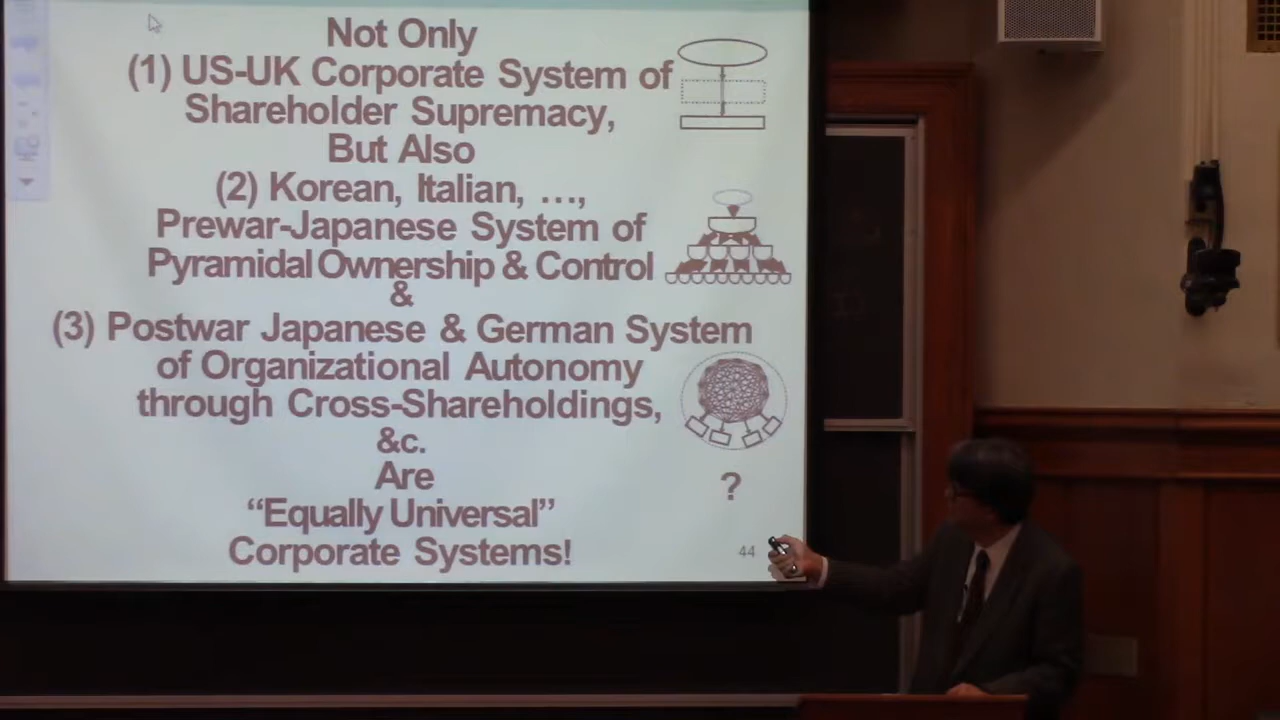 Not Only
(1) US-UK Corporate System of
Shareholder Supremacy,
But Also
(2) Korean, Italian, …,
Prewar-Japanese System of
Pyramidal Ownership & Control
&
(3) Postwar Japanese & German System
of Organizational Autonomy
through Cross-Shareholdings,
&c.
Are
?
“Equally Universal”
Corporate Systems!
44